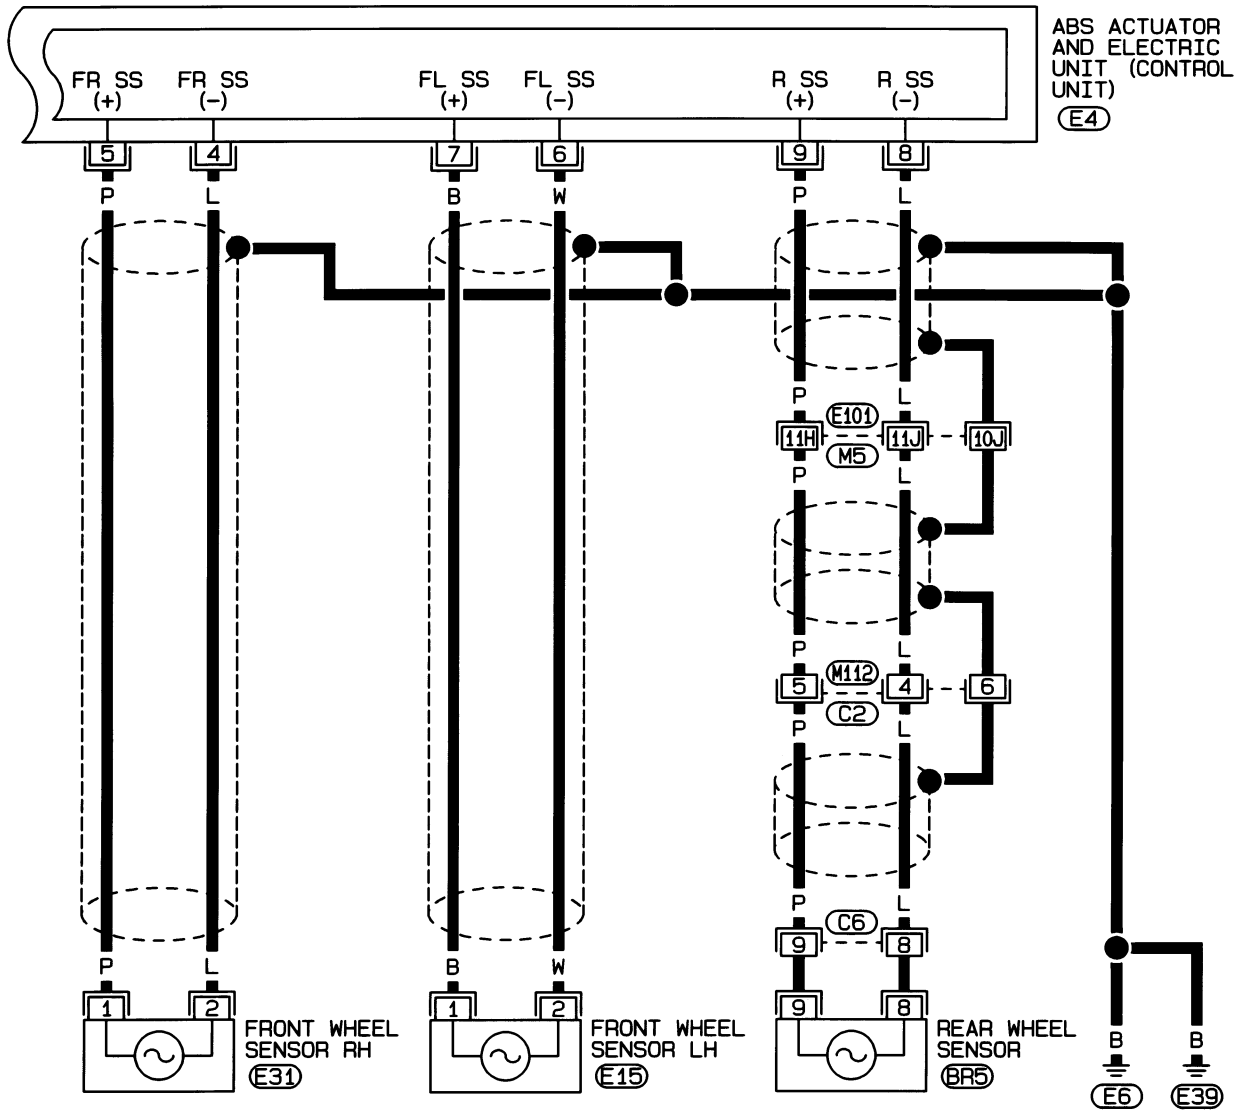 ABS ACTUATOR
AND ELECTRIC
UNIT (CONTROL
UNIT)
E4
FR SS FR SS FL SS FL SS R SS R SS
(+) (-) (+) (-) (+) (-)
5 4 7 6 9 8
P L B W P L
P L
E101
11H 11J 10J
M5
P L
P L
M112
5 4 6
C2
P L
P L
C6
9 8
P L B W
1 2 1 2 9 8
FRONT WHEEL
SENSOR RH
E31
FRONT WHEEL
SENSOR LH
E15
REAR WHEEL
SENSOR
BR5
B B
E6 E39